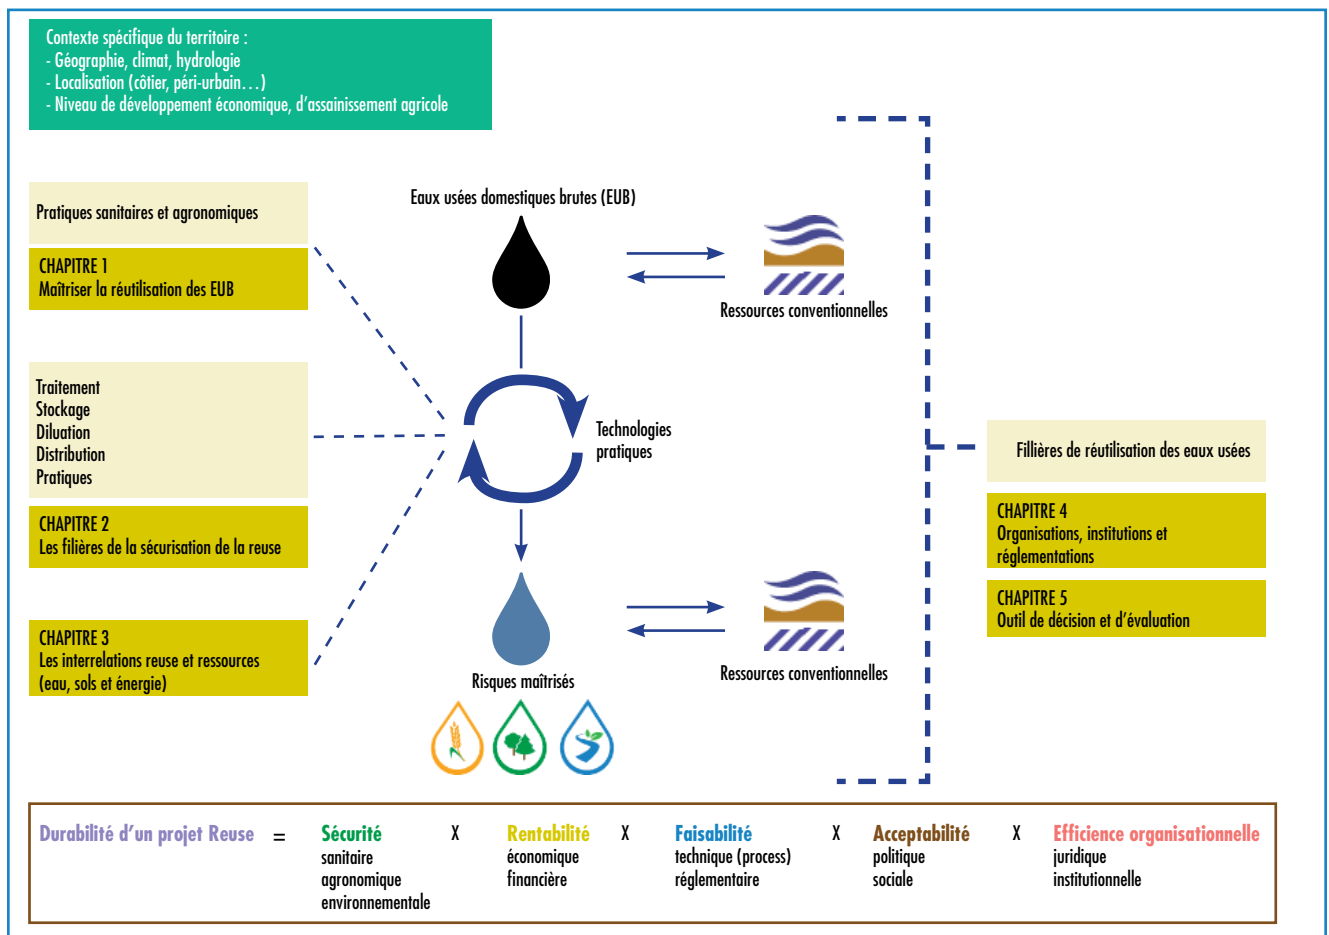 Contexte spécifique du territoire :
- Géographie, climat, hydrologie
- Localisation (côtier, péri-urbain…)
- Niveau de développement économique, d’assainissement agricole
Pratiques sanitaires et agronomiques
CHAPITRE 1
Maîtriser la réutilisation des EUB
Traitement
Stockage
Diluation
Distribution
Pratiques
CHAPITRE 2
Les filières de la sécurisation de la reuse
CHAPITRE 3
Les interrelations reuse et ressources
(eau, sols et énergie)
Eaux usées domestiques brutes (EUB)
Ressources conventionnelles
Technologies
pratiques
Risques maîtrisés
Ressources conventionnelles
Fillières de réutilisation des eaux usées
CHAPITRE 4
Organisations, institutions et
réglementations
CHAPITRE 5
Outil de décision et d’évaluation
Durabilité d’un projet Reuse = Sécurité X Rentabilité X Faisabilité X Acceptabilité X Efficience organisationnelle
sanitaire économique technique (process) politique juridique
agronomique financière réglementaire sociale institutionnelle
environnementale